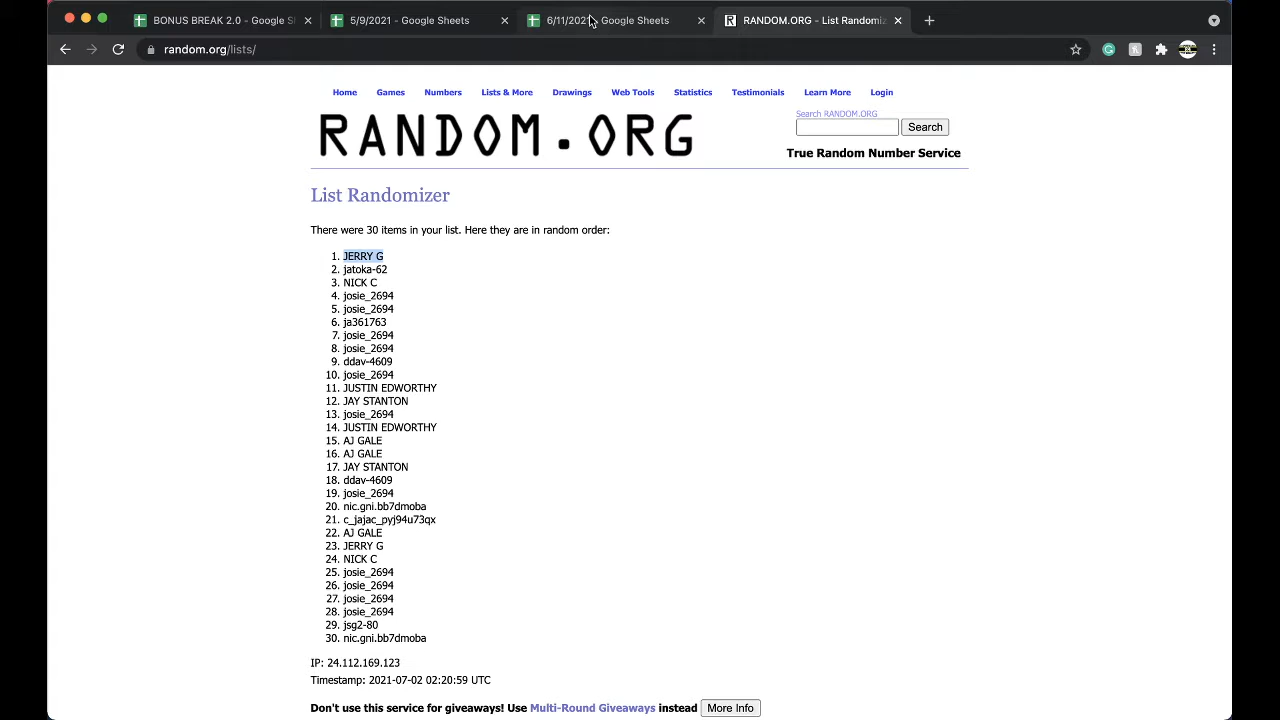 BONUS BREAK 2.0 - Google S
5/9/2021 - Google Sheets
6/11/2021 - Google Sheets
RANDOM.ORG - List Randomiz
random.org/lists/
Home Games Numbers Lists & More Drawings Web Tools Statistics Testimonials Learn More Login
Search RANDOM.ORG
RANDOM.ORG
Search
True Random Number Service
List Randomizer
There were 30 items in your list. Here they are in random order:
1. JERRY G
2. jatoka-62
3. NICK C
4. josie_2694
5. josie_2694
6. ja361763
7. josie_2694
8. josie_2694
9. ddav-4609
10. josie_2694
11. JUSTIN EDWORTHY
12. JAY STANTON
13. josie_2694
14. JUSTIN EDWORTHY
15. AJ GALE
16. AJ GALE
17. JAY STANTON
18. ddav-4609
19. josie_2694
20. nic.gni.bb7dmoba
21. c_jajac_pyj94u73qx
22. AJ GALE
23. JERRY G
24. NICK C
25. josie_2694
26. josie_2694
27. josie_2694
28. josie_2694
29. jsg2-80
30. nic.gni.bb7dmoba
IP: 24.112.169.123
Timestamp: 2021-07-02 02:20:59 UTC
Don't use this service for giveaways! Use Multi-Round Giveaways instead More Info